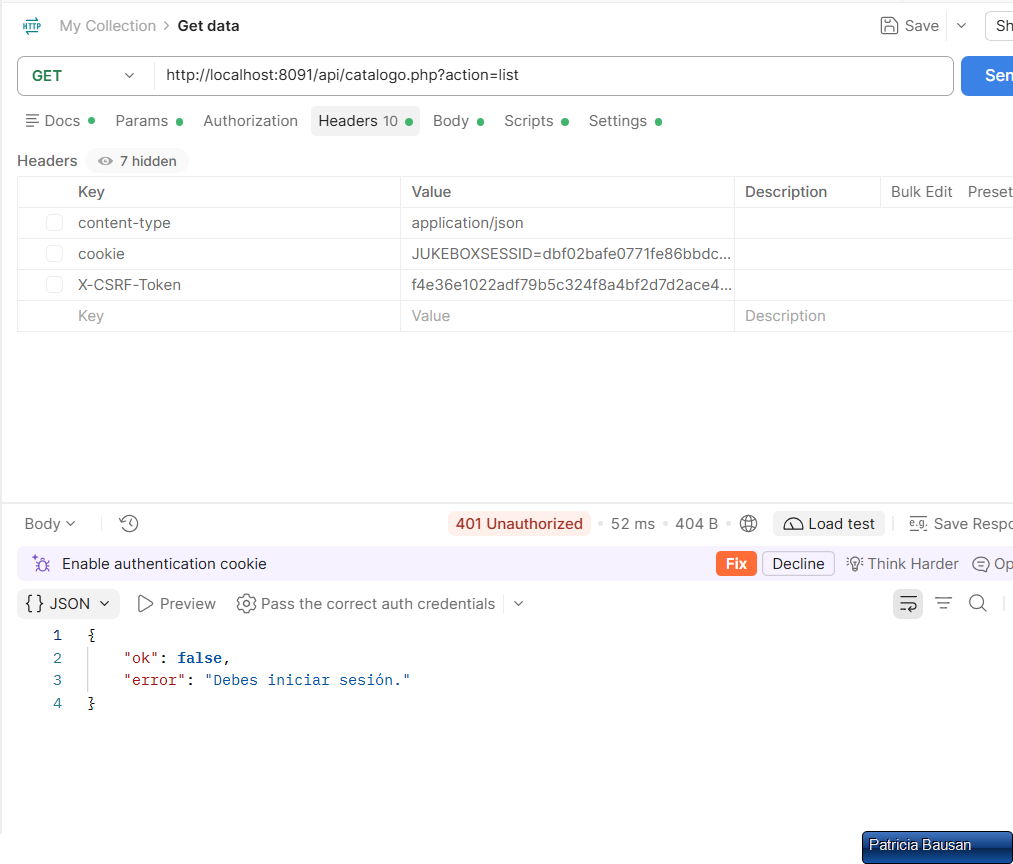 HTTP My Collection > Get data Save Sh
GET http://localhost:8091/api/catalogo.php?action=list Sen
Docs Params Authorization Headers 10 Body Scripts Settings
Headers 7 hidden
Key Value Description Bulk Edit Preset
content-type application/json
cookie JUKEBOXSESSID=dbf02bafe0771fe86bbdc...
X-CSRF-Token f4e36e1022adf79b5c324f8a4bf2d7d2ace4...
Key Value Description
Body 401 Unauthorized • 52 ms • 404 B • Load test e.g. Save Respo
Enable authentication cookie Fix Decline Think Harder Op
{} JSON Preview Pass the correct auth credentials
1 {
2 "ok": false,
3 "error": "Debes iniciar sesión."
4 }
Patricia Bausan